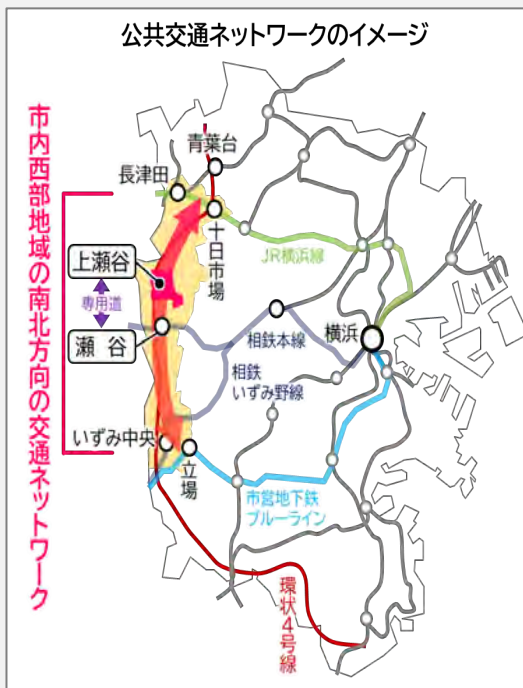 公共交通ネットワークのイメージ
市内西部地域の南北方向の交通ネットワーク
青葉台
長津田
十日市場
JR横浜線
上瀬谷
専用道
瀬谷
相鉄本線
横浜
相鉄
いずみ野線
いずみ中央
立場
市営地下鉄
ブルーライン
環状4号線